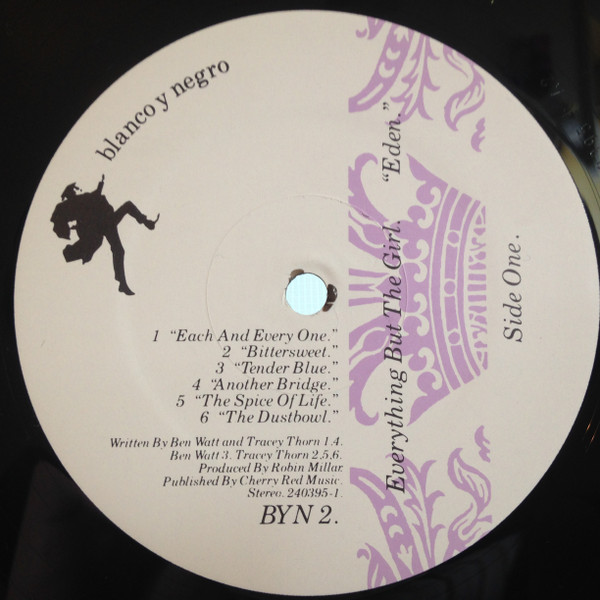 blanco y negro
Everything But The Girl. "Eden."
Side One.
1 "Each And Every One."
2 "Bittersweet."
3 "Tender Blue."
4 "Another Bridge."
5 "The Spice Of Life."
6 "The Dustbowl."
Written By Ben Watt and Tracey Thorn 1.4.
Ben Watt 3. Tracey Thorn 2,5,6.
Produced By Robin Millar.
Published By Cherry Red Music.
Stereo. 240395-1.
BYN 2.